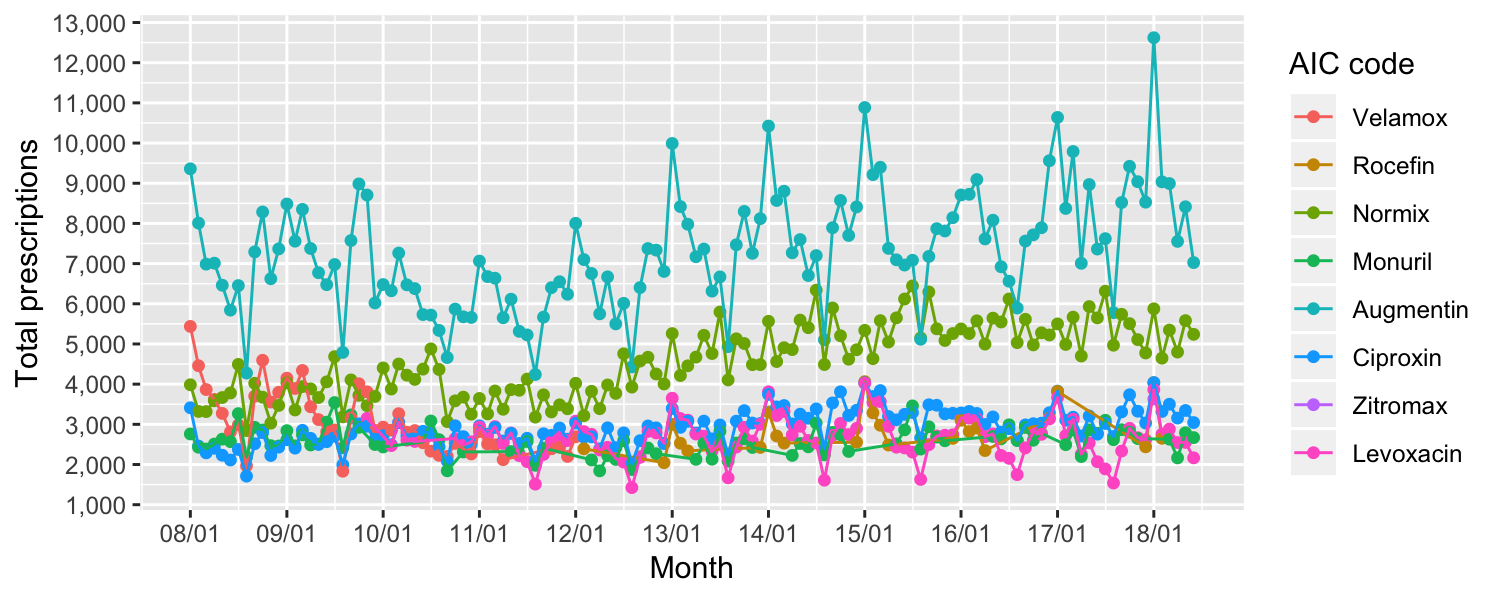 13,000
12,000
11,000
10,000
9,000
8,000
7,000
6,000
5,000
4,000
3,000
2,000
1,000
Total prescriptions
08/01 09/01 10/01 11/01 12/01 13/01 14/01 15/01 16/01 17/01 18/01
Month
AIC code
Velamox
Rocefin
Normix
Monuril
Augmentin
Ciproxin
Zitromax
Levoxacin